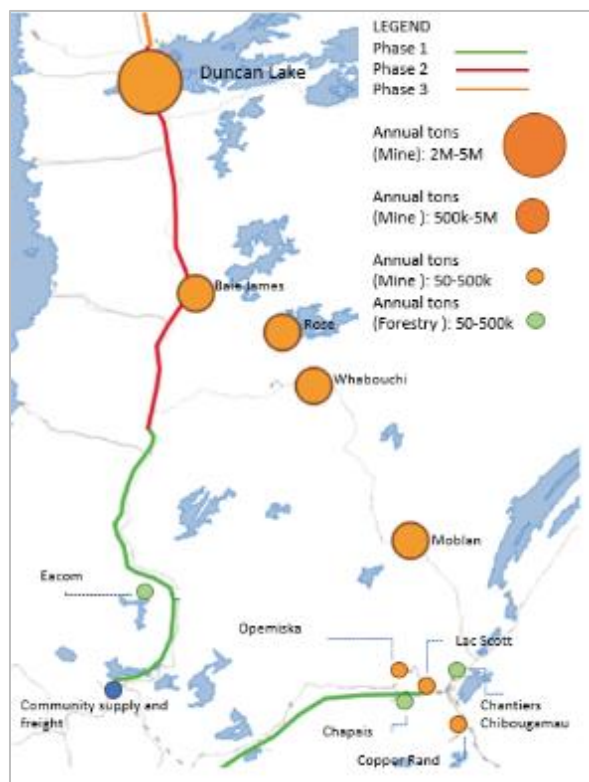 LEGEND
Phase 1
Phase 2
Phase 3
Annual tons
(Mine): 2M-5M
Annual tons
(Mine ): 500k-5M
Annual tons
(Mine ): 50-500k
Annual tons
(Forestry ): 50-500k
Duncan Lake
Baie James
Rose
Whabouchi
Moblan
Eacom
Opemiska
Lac Scott
Community supply and
freight
Chapais
Chantiers
Chibougamau
Copper Rand